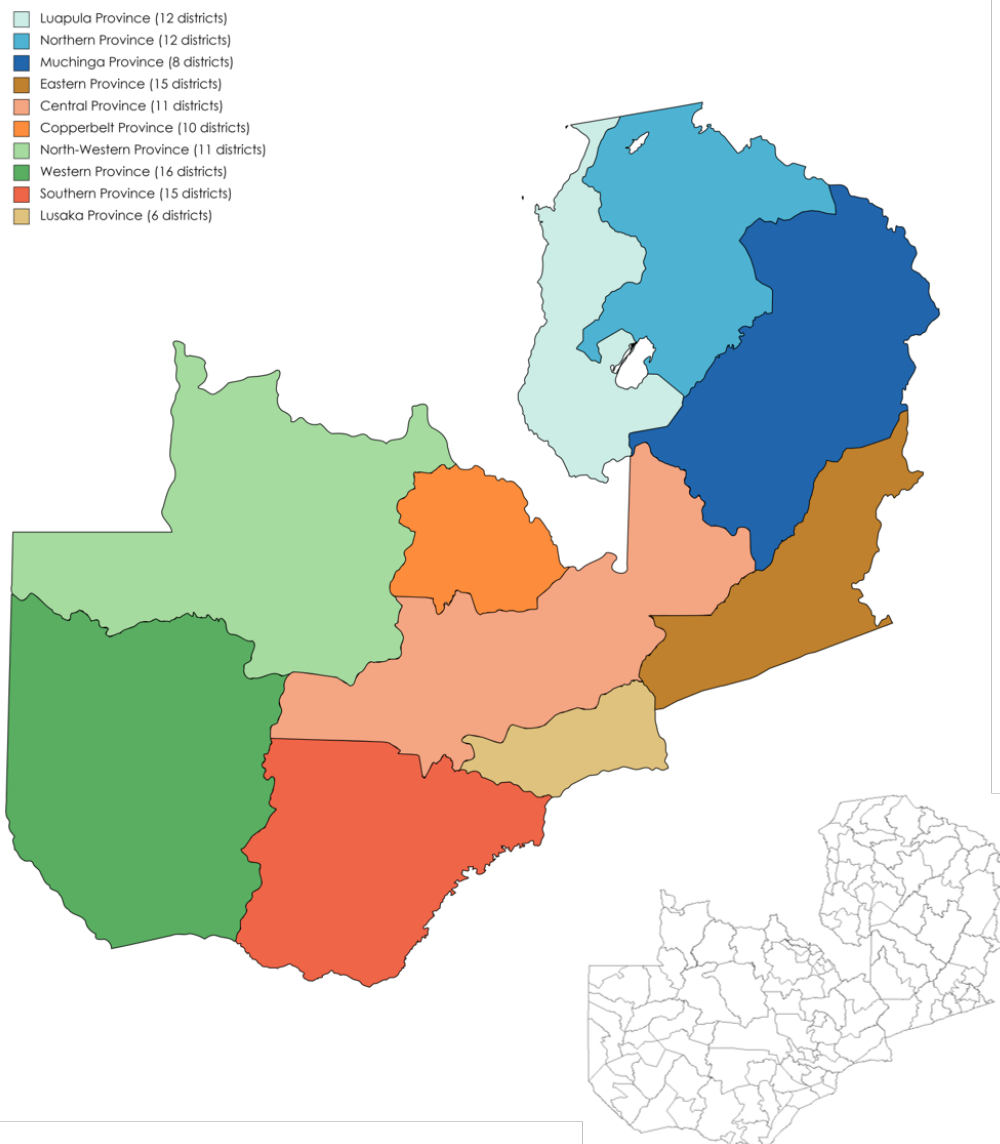 Luapula Province (12 districts)
Northern Province (12 districts)
Muchinga Province (8 districts)
Eastern Province (15 districts)
Central Province (11 districts)
Copperbelt Province (10 districts)
North-Western Province (11 districts)
Western Province (16 districts)
Southern Province (15 districts)
Lusaka Province (6 districts)